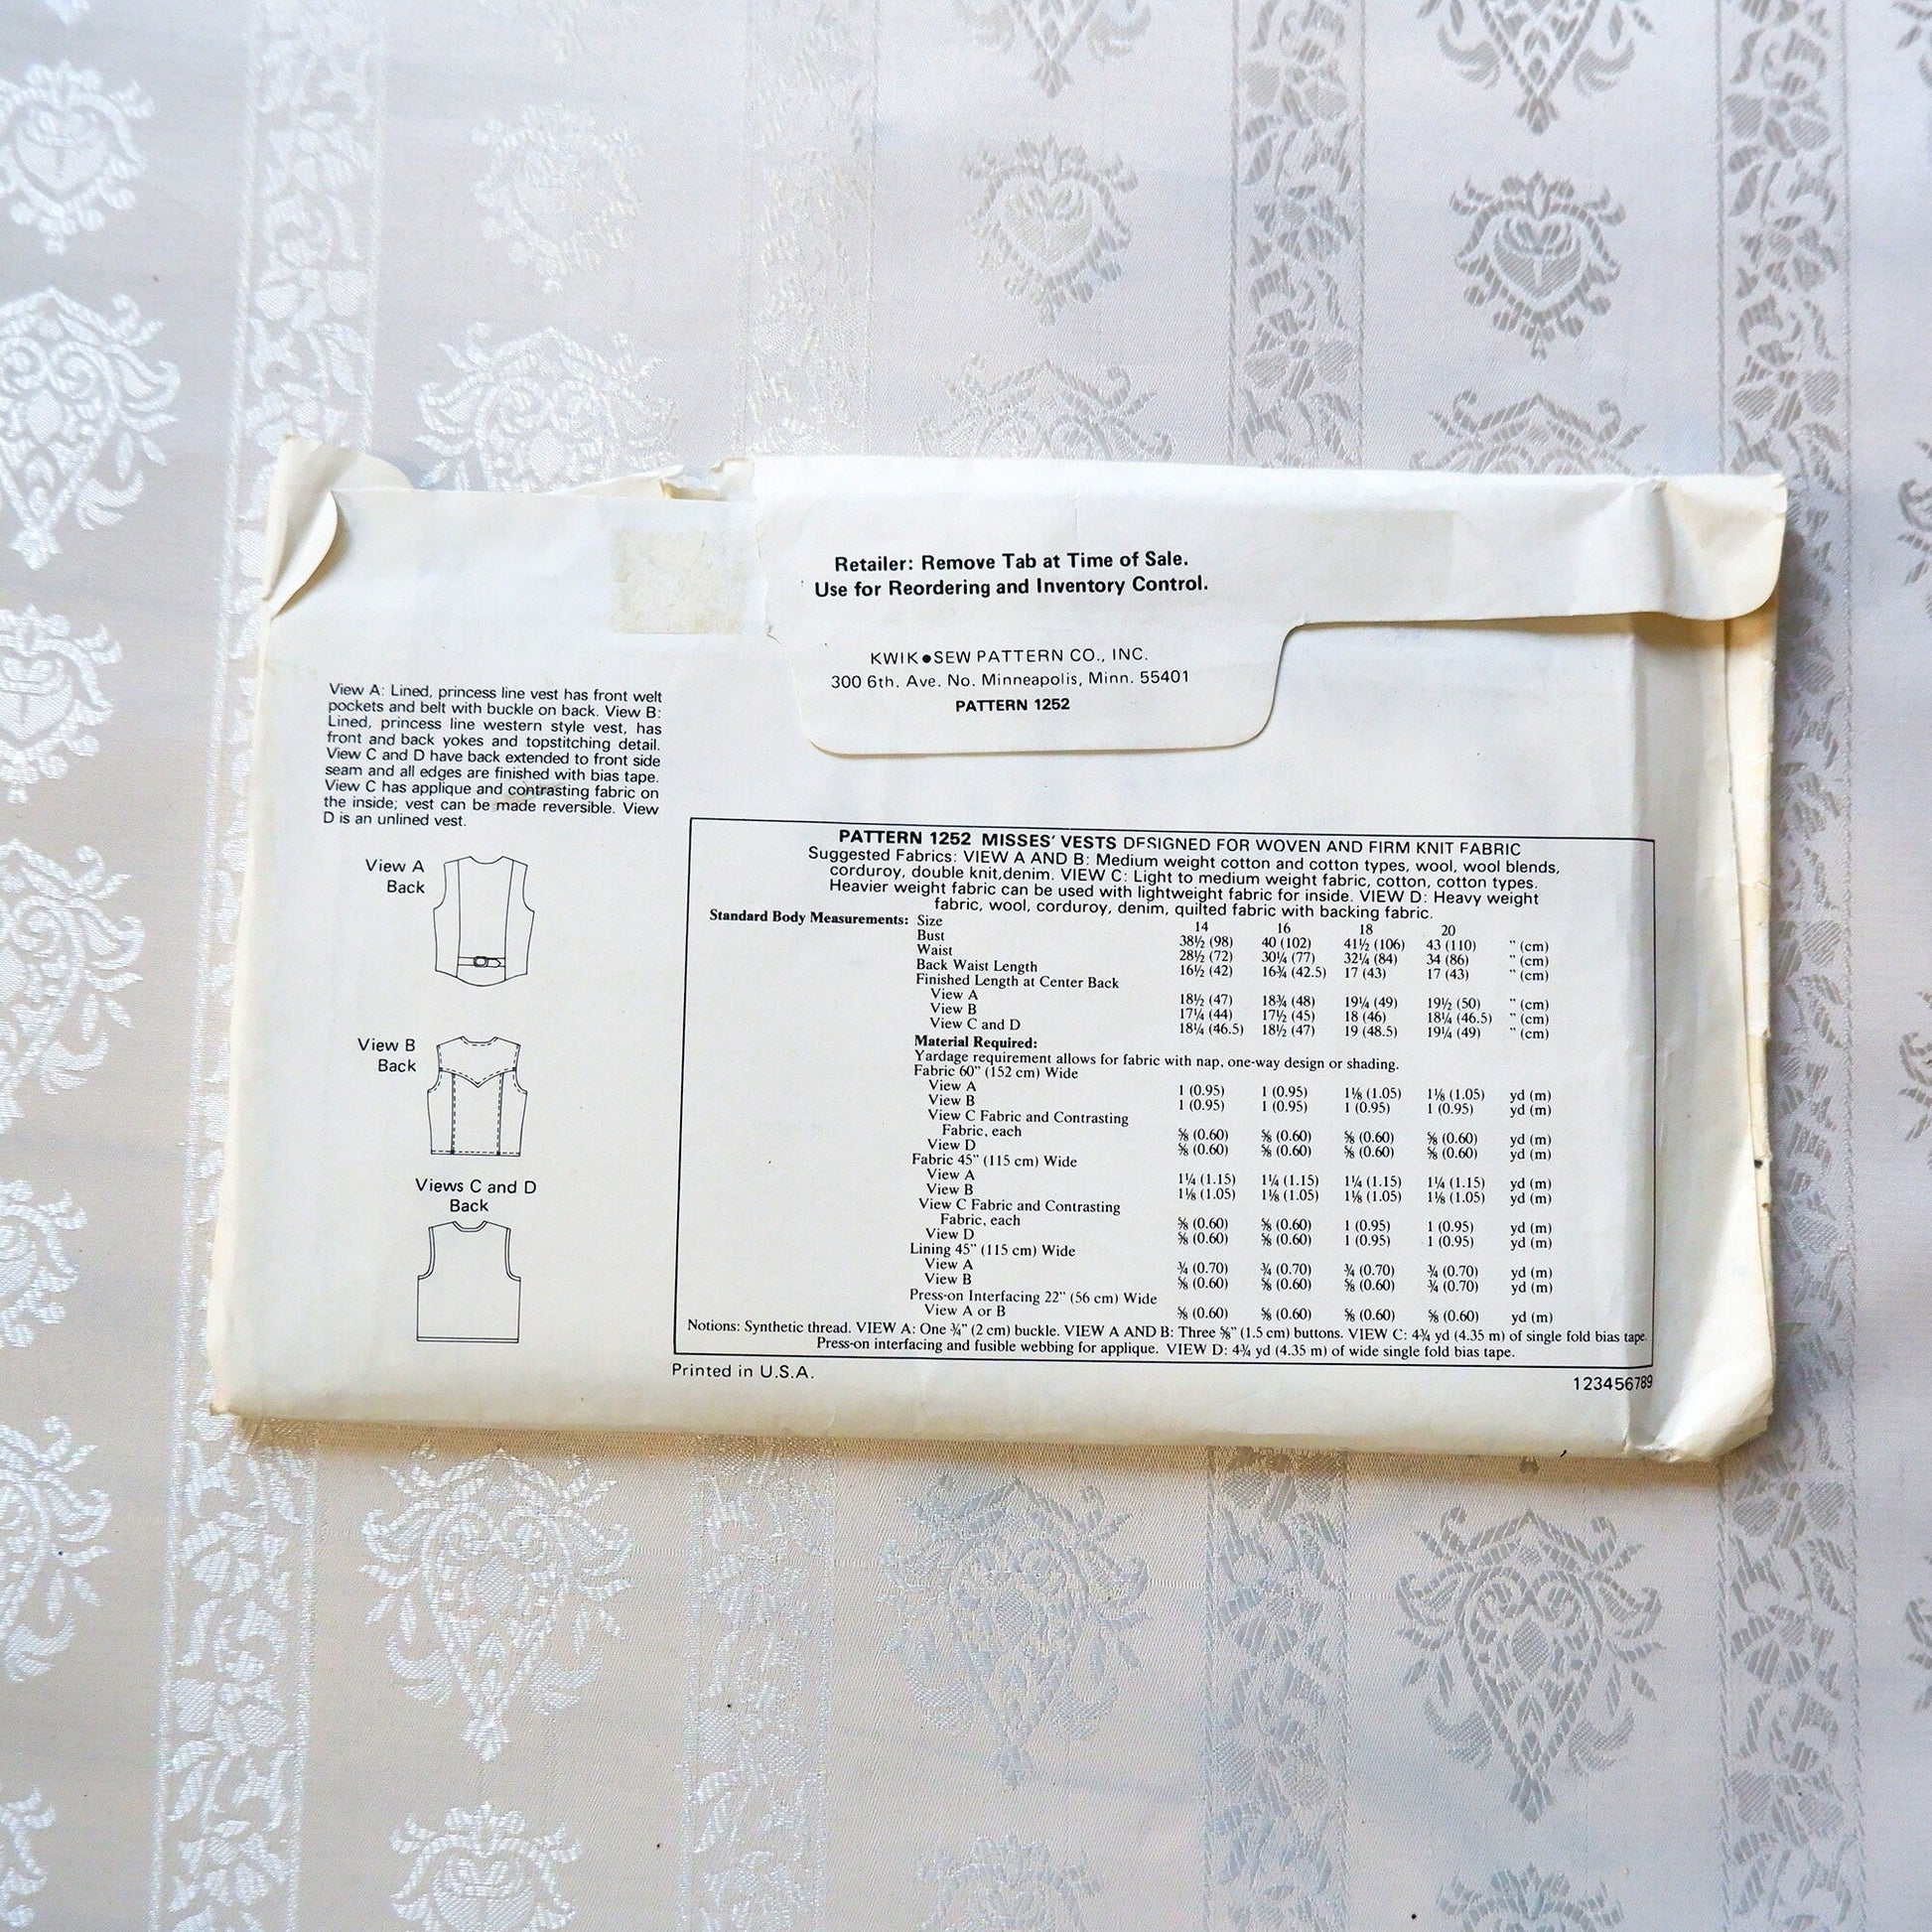 Retailer: Remove Tab at Time of Sale.
Use for Reordering and Inventory Control.
KWIK●SEW PATTERN CO., INC.
300 6th. Ave. No. Minneapolis, Minn. 55401
PATTERN 1252
View A: Lined, princess line vest has front welt
pockets and belt with buckle on back. View B:
Lined, princess line western style vest, has
front and back yokes and topstitching detail.
View C and D have back extended to front side
seam and all edges are finished with bias tape.
View C has applique and contrasting fabric on
the inside; vest can be made reversible. View
D is an unlined vest.
View A
Back
View B
Back
Views C and D
Back
PATTERN 1252 MISSES' VESTS DESIGNED FOR WOVEN AND FIRM KNIT FABRIC
Suggested Fabrics: VIEW A AND B: Medium weight cotton and cotton types, wool, wool blends,
corduroy, double knit,denim. VIEW C: Light to medium weight fabric, cotton, cotton types.
Heavier weight fabric can be used with lightweight fabric for inside. VIEW D: Heavy weight
fabric, wool, corduroy, denim, quilted fabric with backing fabric.
Standard Body Measurements: Size 14 16 18 20
Bust 38½ (98) 40 (102) 41½ (106) 43 (110) " (cm)
Waist 28½ (72) 30¼ (77) 32¼ (84) 34 (86) " (cm)
Back Waist Length 16½ (42) 16¾ (42.5) 17 (43) 17 (43) " (cm)
Finished Length at Center Back
View A 18½ (47) 18¾ (48) 19¼ (49) 19½ (50) " (cm)
View B 17¼ (44) 17½ (45) 18 (46) 18¼ (46.5) " (cm)
View C and D 18¼ (46.5) 18½ (47) 19 (48.5) 19¼ (49) " (cm)
Material Required:
Yardage requirement allows for fabric with nap, one-way design or shading.
Fabric 60" (152 cm) Wide
View A 1 (0.95) 1 (0.95) 1⅛ (1.05) 1⅛ (1.05) yd (m)
View B 1 (0.95) 1 (0.95) 1 (0.95) 1 (0.95) yd (m)
View C Fabric and Contrasting
Fabric, each ⅝ (0.60) ⅝ (0.60) ⅝ (0.60) ⅝ (0.60) yd (m)
View D ⅝ (0.60) ⅝ (0.60) ⅝ (0.60) ⅝ (0.60) yd (m)
Fabric 45" (115 cm) Wide
View A 1¼ (1.15) 1¼ (1.15) 1¼ (1.15) 1¼ (1.15) yd (m)
View B 1⅛ (1.05) 1⅛ (1.05) 1⅛ (1.05) 1⅛ (1.05) yd (m)
View C Fabric and Contrasting
Fabric, each ⅝ (0.60) ⅝ (0.60) 1 (0.95) 1 (0.95) yd (m)
View D ⅝ (0.60) ⅝ (0.60) 1 (0.95) 1 (0.95) yd (m)
Lining 45" (115 cm) Wide
View A ¾ (0.70) ¾ (0.70) ¾ (0.70) ¾ (0.70) yd (m)
View B ⅝ (0.60) ⅝ (0.60) ⅝ (0.60) ¾ (0.70) yd (m)
Press-on Interfacing 22" (56 cm) Wide
View A or B ⅝ (0.60) ⅝ (0.60) ⅝ (0.60) ⅝ (0.60) yd (m)
Notions: Synthetic thread. VIEW A: One ¾" (2 cm) buckle. VIEW A AND B: Three ⅝" (1.5 cm) buttons. VIEW C: 4¾ yd (4.35 m) of single fold bias tape.
Press-on interfacing and fusible webbing for applique. VIEW D: 4¾ yd (4.35 m) of wide single fold bias tape.
Printed in U.S.A.
123456789